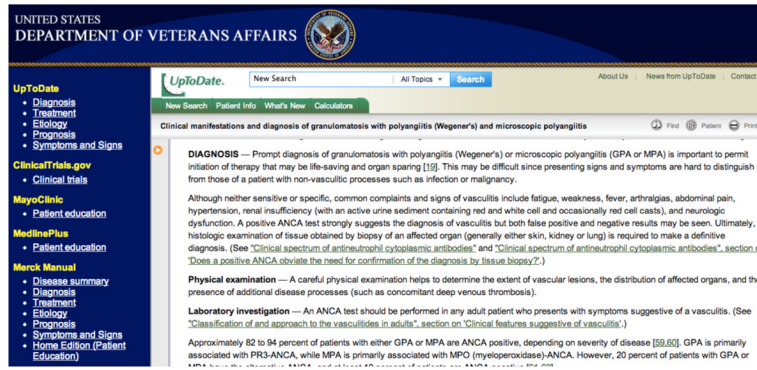 UNITED STATES
DEPARTMENT OF VETERANS AFFAIRS
UpToDate
Diagnosis
Treatment
Etiology
Prognosis
Symptoms and Signs
ClinicalTrials.gov
Clinical trials
MayoClinic
Patient education
MedlinePlus
Patient education
Merck Manual
Disease summary
Diagnosis
Treatment
Etiology
Prognosis
Symptoms and Signs
Home Edition (Patient
Education)
UpToDate.
New Search
All Topics
Search
About Us
News from UpToDate
Contact
New Search Patient Info What's New Calculators
Clinical manifestations and diagnosis of granulomatosis with polyangiitis (Wegener's) and microscopic polyangiitis
Find Patient Print
DIAGNOSIS — Prompt diagnosis of granulomatosis with polyangiitis (Wegener's) or microscopic polyangiitis (GPA or MPA) is important to permit
initiation of therapy that may be life-saving and organ sparing [19]. This may be difficult since presenting signs and symptoms are hard to distinguish
from those of a patient with non-vasculitic processes such as infection or malignancy.
Although neither sensitive or specific, common complaints and signs of vasculitis include fatigue, weakness, fever, arthralgias, abdominal pain,
hypertension, renal insufficiency (with an active urine sediment containing red and white cell and occasionally red cell casts), and neurologic
dysfunction. A positive ANCA test strongly suggests the diagnosis of vasculitis but both false positive and negative results may be seen. Ultimately,
histologic examination of tissue obtained by biopsy of an affected organ (generally either skin, kidney or lung) is required to make a definitive
diagnosis. (See "Clinical spectrum of antineutrophil cytoplasmic antibodies" and "Clinical spectrum of antineutrophil cytoplasmic antibodies", section
'Does a positive ANCA obviate the need for confirmation of the diagnosis by tissue biopsy?'.)
Physical examination — A careful physical examination helps to determine the extent of vascular lesions, the distribution of affected organs, and the
presence of additional disease processes (such as concomitant deep venous thrombosis).
Laboratory investigation — An ANCA test should be performed in any adult patient who presents with symptoms suggestive of a vasculitis. (See
"Classification of and approach to the vasculitides in adults", section on 'Clinical features suggestive of vasculitis'.)
Approximately 82 to 94 percent of patients with either GPA or MPA are ANCA positive, depending on severity of disease [59,60]. GPA is primarily
associated with PR3-ANCA, while MPA is primarily associated with MPO (myeloperoxidase)-ANCA. However, 20 percent of patients with GPA or